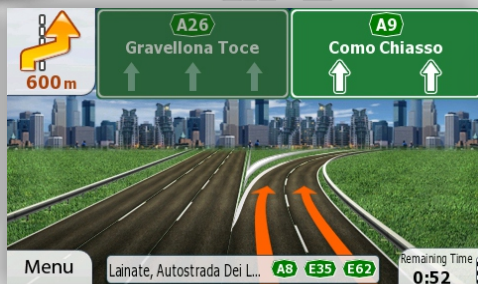 600 m
A26
Gravellona Toce
A9
Como Chiasso
Menu
Lainate, Autostrada Dei L... A8 E35 E62
Remaining Time
0:52